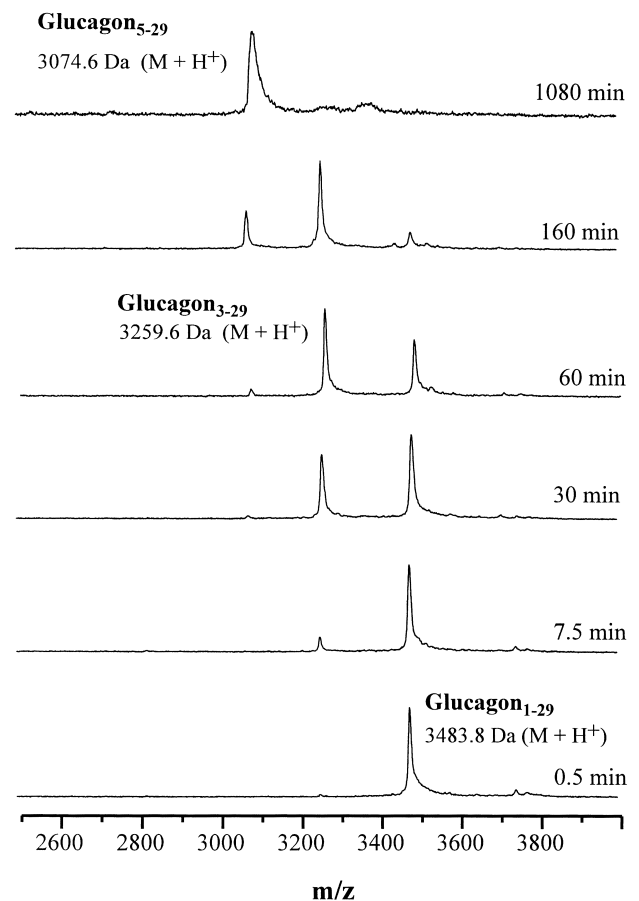 Glucagon5-29
3074.6 Da (M + H+)
1080 min
160 min
Glucagon3-29
3259.6 Da (M + H+)
60 min
30 min
7.5 min
Glucagon1-29
3483.8 Da (M + H+)
0.5 min
2600 2800 3000 3200 3400 3600 3800
m/z